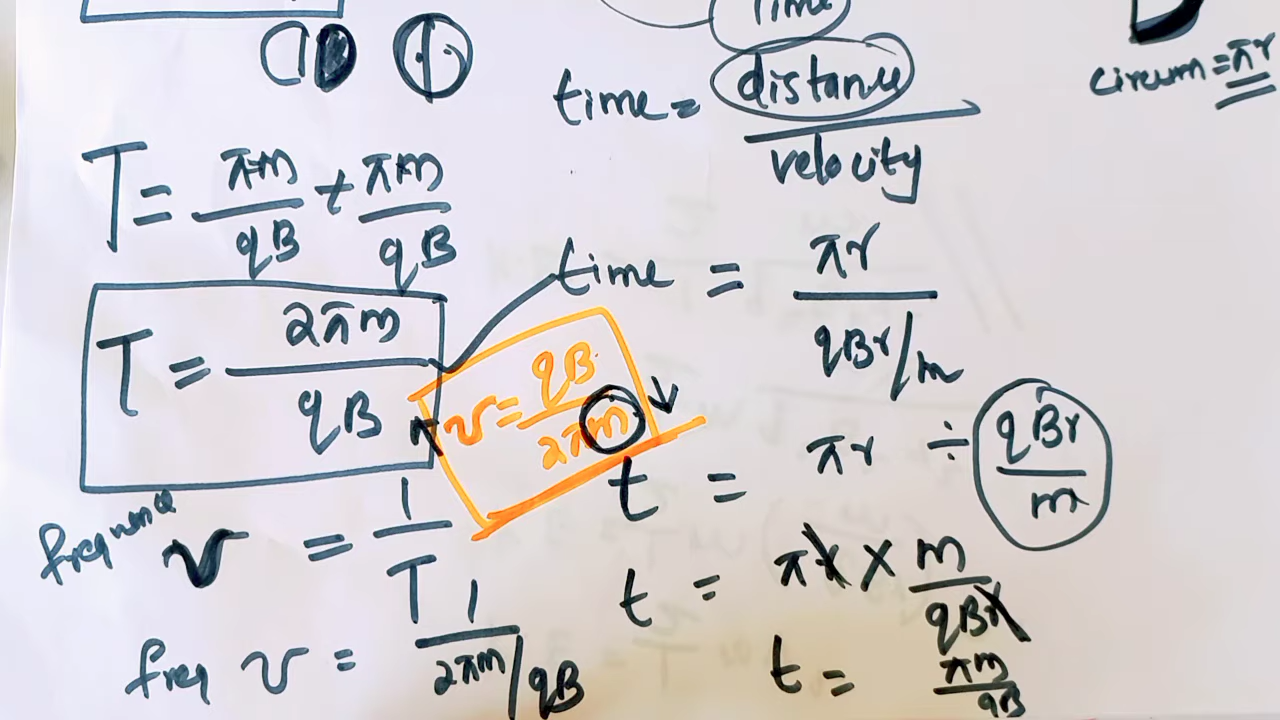 Time
time = distance / velocity
circum = πr
T = πm/qB + πm/qB
T = 2πm/qB
time = πr / qBr/m
ν = qB/2πm
t = πr ÷ qBr/m
frequence ν = 1/T
t = πr × m/qBr
freq ν = 1 / 2πm/qB
t = πm/qB